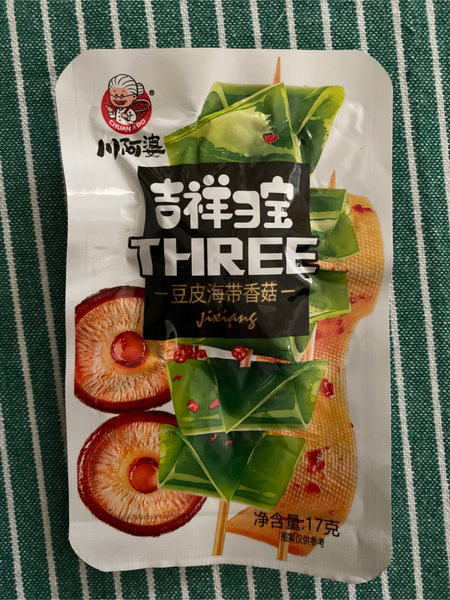 CHUAN A PO
®
川阿婆
吉祥3宝
THREE
豆皮海带香菇
Jixiang
净含量:17克
图案仅供参考